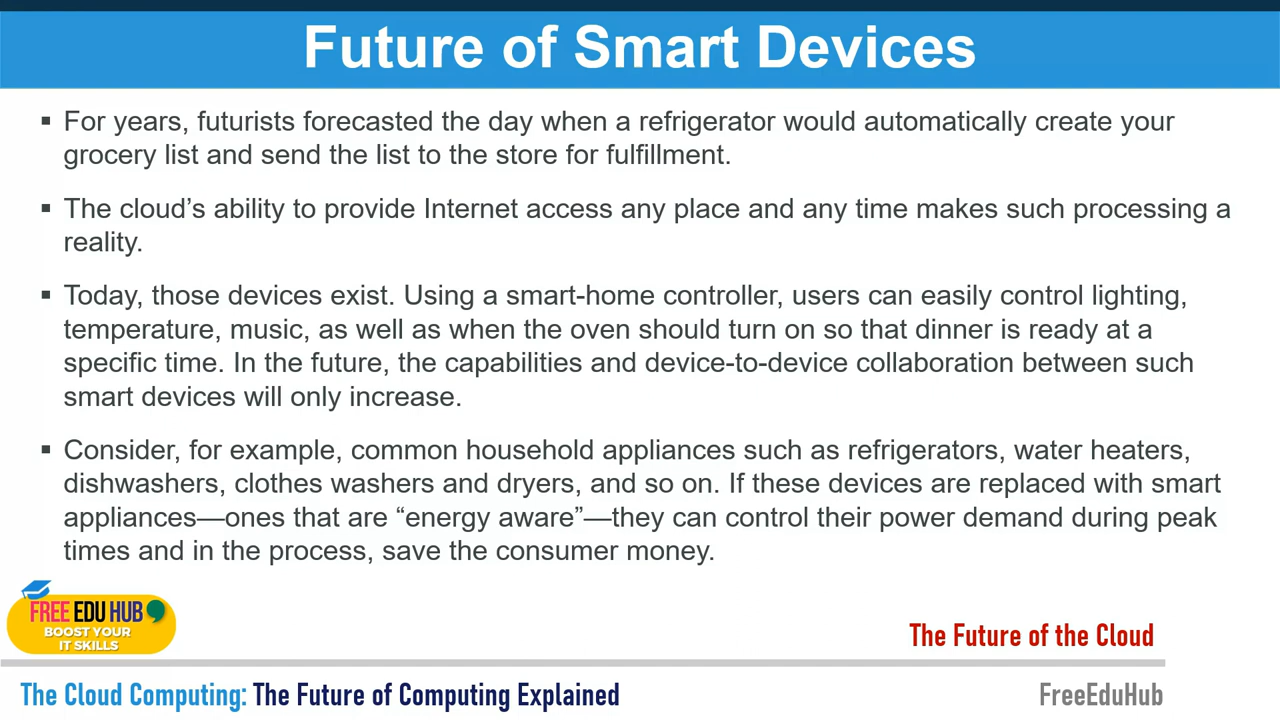 Future of Smart Devices
▪ For years, futurists forecasted the day when a refrigerator would automatically create your
grocery list and send the list to the store for fulfillment.
▪ The cloud’s ability to provide Internet access any place and any time makes such processing a
reality.
▪ Today, those devices exist. Using a smart-home controller, users can easily control lighting,
temperature, music, as well as when the oven should turn on so that dinner is ready at a
specific time. In the future, the capabilities and device-to-device collaboration between such
smart devices will only increase.
▪ Consider, for example, common household appliances such as refrigerators, water heaters,
dishwashers, clothes washers and dryers, and so on. If these devices are replaced with smart
appliances—ones that are “energy aware”—they can control their power demand during peak
times and in the process, save the consumer money.
FREE EDU HUB
BOOST YOUR
IT SKILLS
The Future of the Cloud
The Cloud Computing: The Future of Computing Explained
FreeEduHub